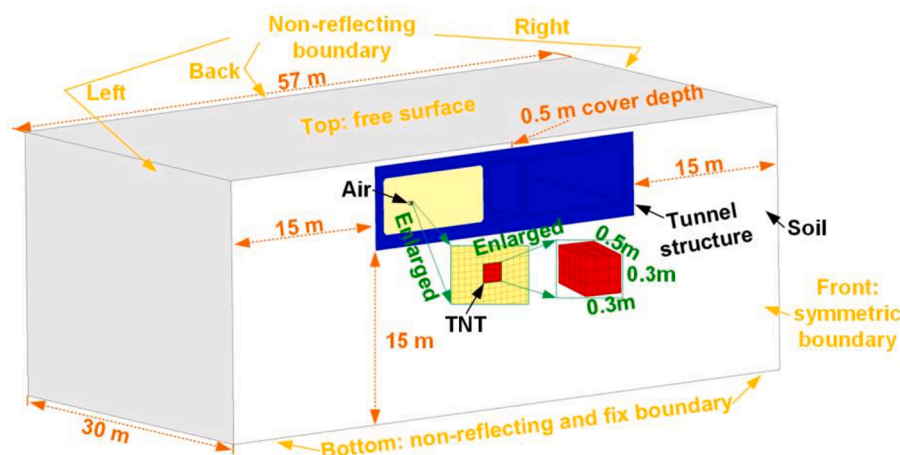 Non-reflecting
boundary
Right
Back
Left
57 m
Top: free surface
0.5 m cover depth
Air
15 m
15 m
Tunnel
structure
Soil
Enlarged
Enlarged
0.5m
0.3m
0.3m
TNT
Front:
symmetric
boundary
15 m
30 m
Bottom: non-reflecting and fix boundary